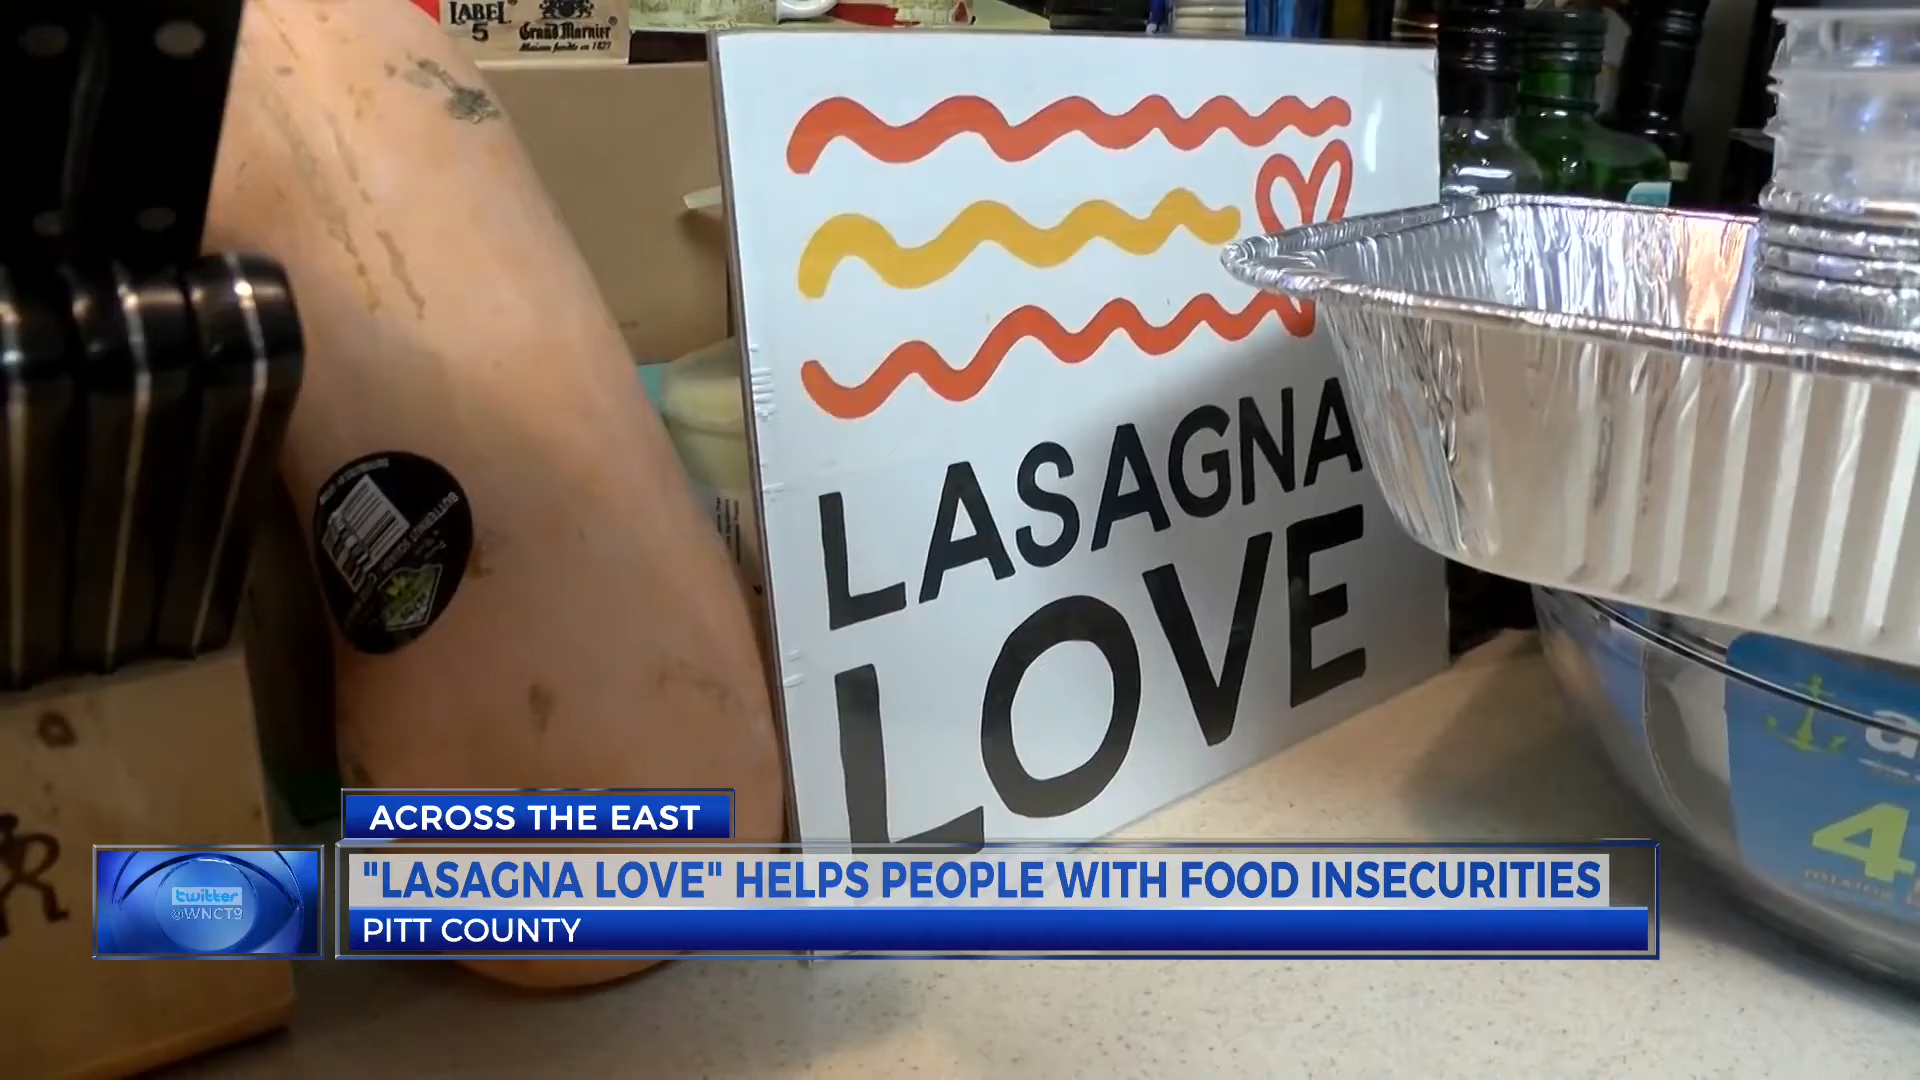 LABEL
5
Grand Marnier
LASAGNA
LOVE
4
ACROSS THE EAST
"LASAGNA LOVE" HELPS PEOPLE WITH FOOD INSECURITIES
PITT COUNTY
twitter
@WNCT9